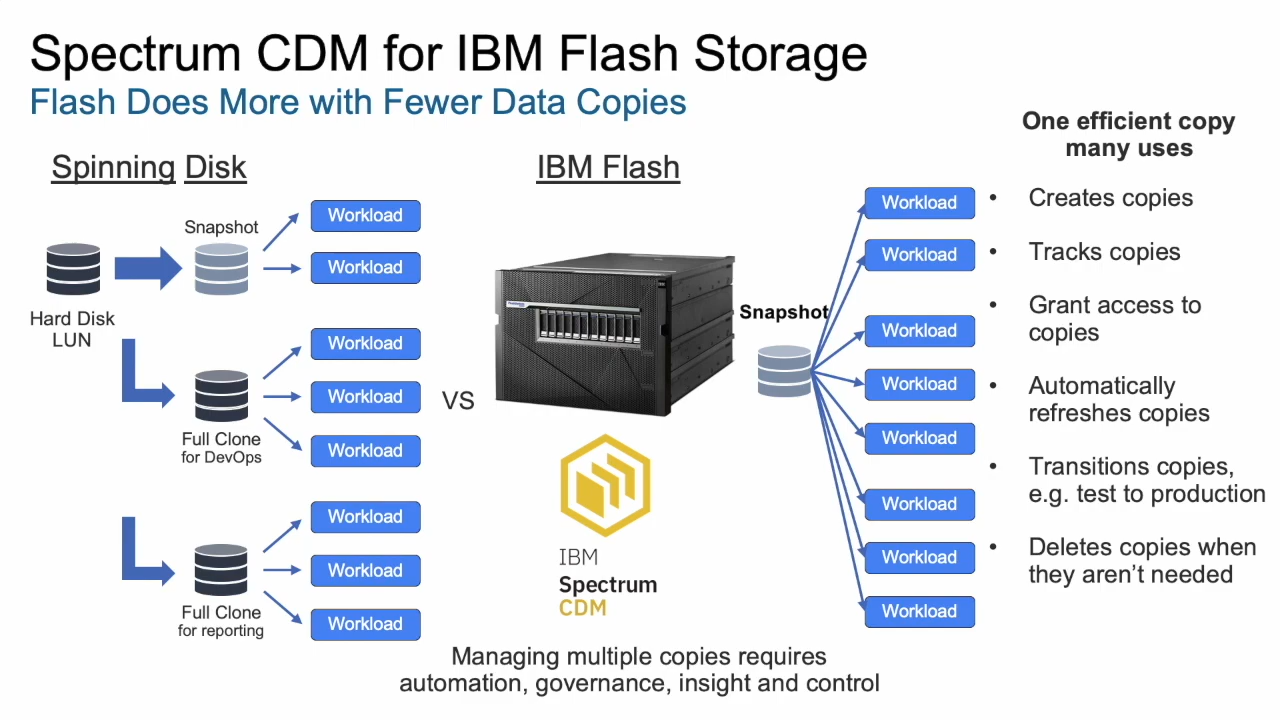 Spectrum CDM for IBM Flash Storage
Flash Does More with Fewer Data Copies
Spinning Disk
Snapshot
Hard Disk
LUN
Workload
Workload
Full Clone
for DevOps
Workload
Workload
Workload
Full Clone
for reporting
Workload
Workload
Workload
VS
IBM Flash
Snapshot
IBM
Spectrum
CDM
Workload
Workload
Workload
Workload
Workload
Workload
Workload
Workload
One efficient copy
many uses
• Creates copies
• Tracks copies
• Grant access to
copies
• Automatically
refreshes copies
• Transitions copies,
e.g. test to production
• Deletes copies when
they aren’t needed
Managing multiple copies requires
automation, governance, insight and control